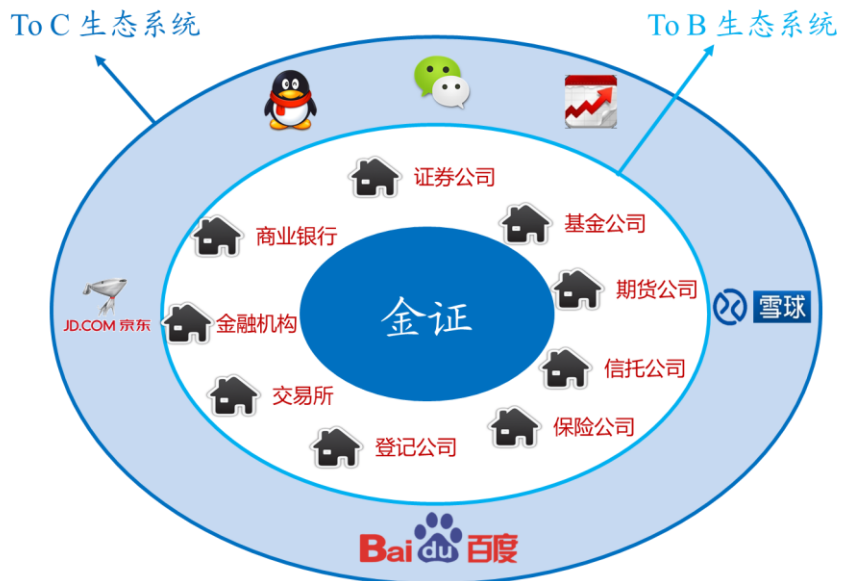 To C 生态系统
To B 生态系统
证券公司
商业银行
基金公司
金证
期货公司
JD.COM 京东
金融机构
雪球
信托公司
交易所
保险公司
登记公司
Bai du 百度